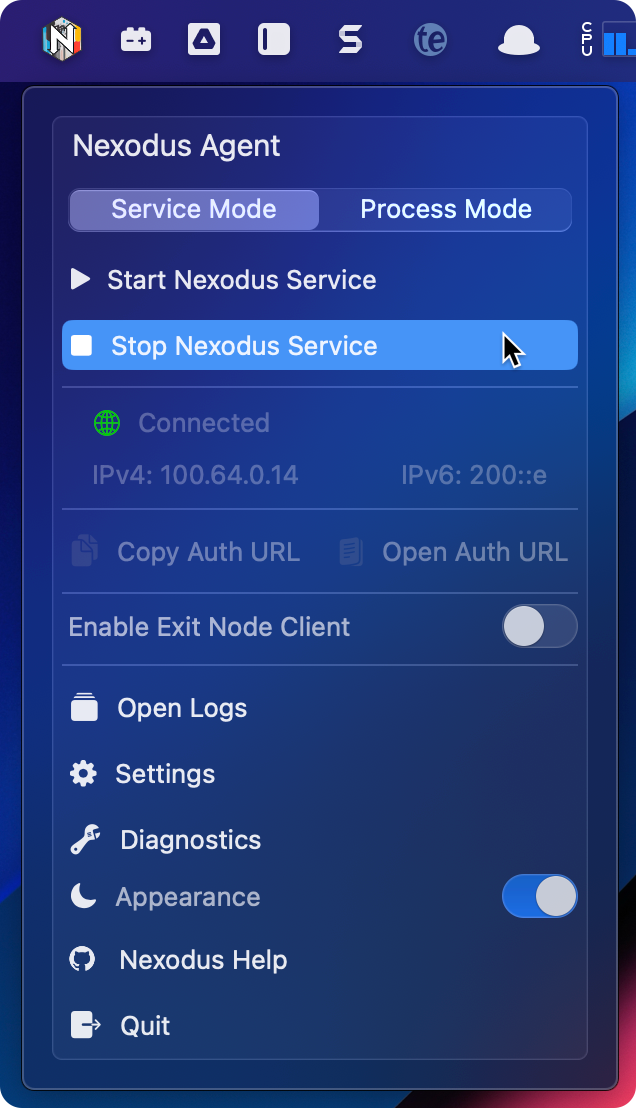 N S te CPU
Nexodus Agent
Service Mode Process Mode
Start Nexodus Service
Stop Nexodus Service
Connected
IPv4: 100.64.0.14 IPv6: 200::e
Copy Auth URL Open Auth URL
Enable Exit Node Client
Open Logs
Settings
Diagnostics
Appearance
Nexodus Help
Quit